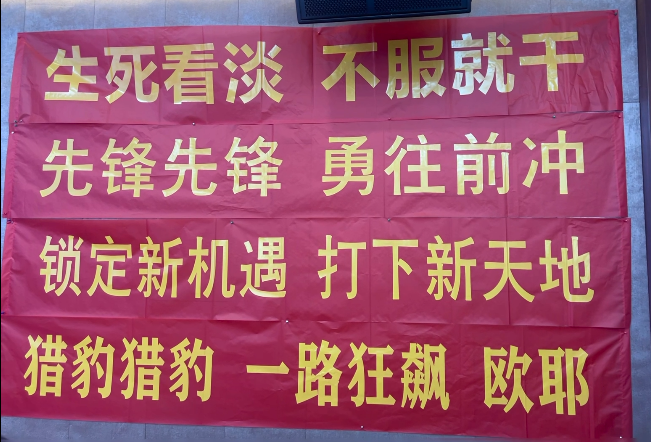 生死看淡 不服就干
先锋先锋 勇往前冲
锁定新机遇 打下新天地
猎豹猎豹 一路狂飙 欧耶